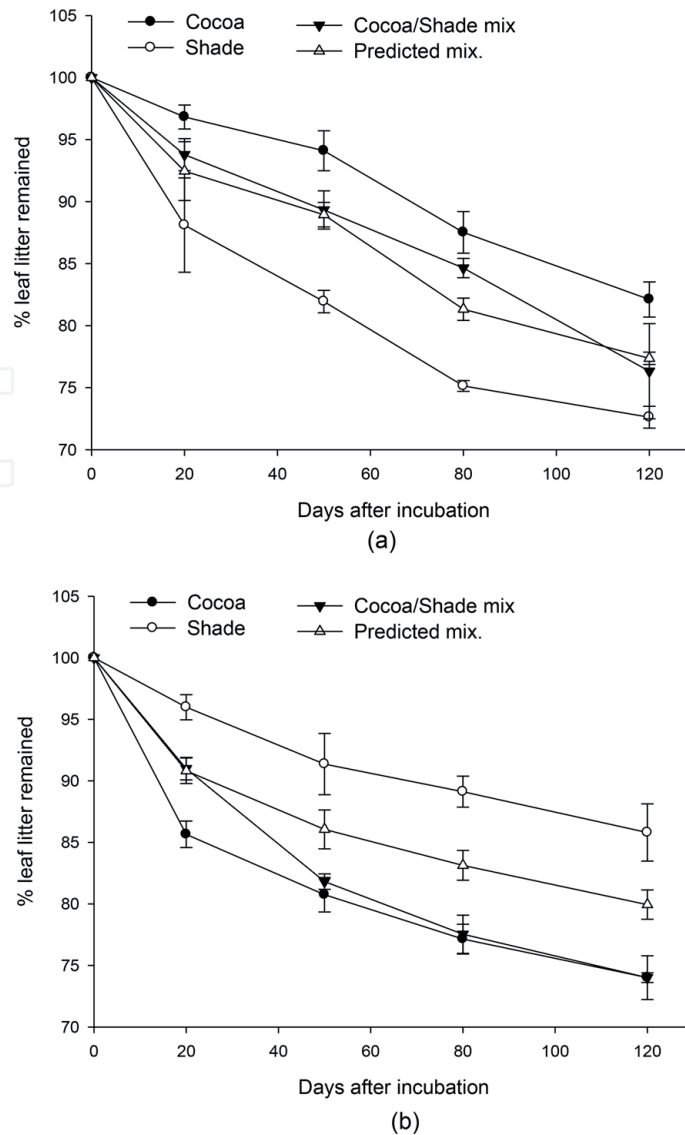 105
Cocoa
Cocoa/Shade mix
Shade
Predicted mix.
100
95
90
85
80
75
70
% leaf litter remained
0 20 40 60 80 100 120
Days after incubation
(a)
105
Cocoa
Cocoa/Shade mix
Shade
Predicted mix.
100
95
90
85
80
75
70
% leaf litter remained
0 20 40 60 80 100 120
Days after incubation
(b)